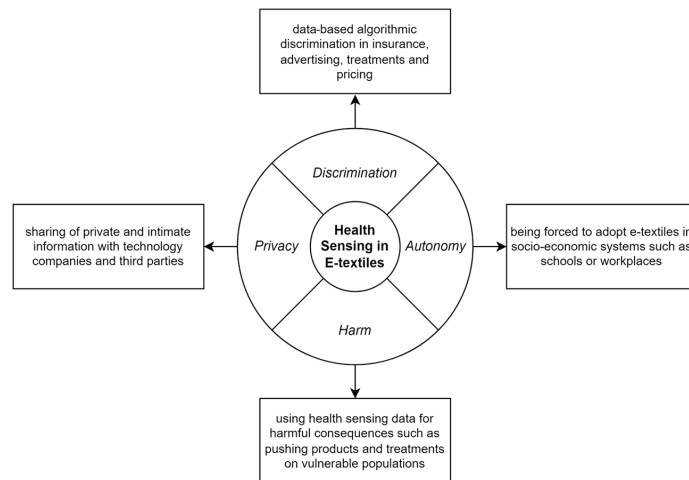 data-based algorithmic
discrimination in insurance,
advertising, treatments and
pricing
Discrimination
sharing of private and intimate
information with technology
companies and third parties
Privacy
Health
Sensing in
E-textiles
Autonomy
being forced to adopt e-textiles in
socio-economic systems such as
schools or workplaces
Harm
using health sensing data for
harmful consequences such as
pushing products and treatments
on vulnerable populations